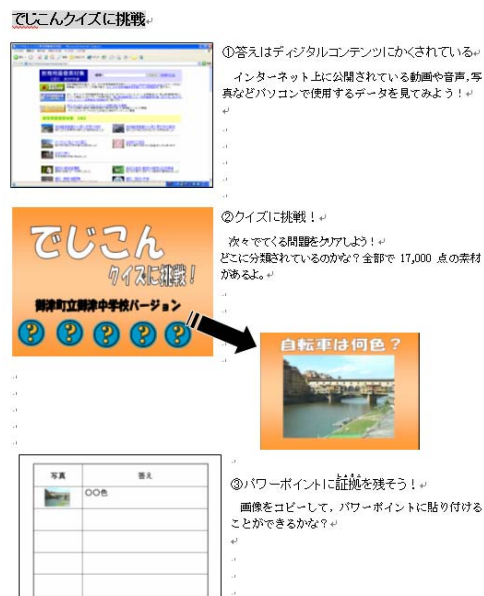 でじこんクイズに挑戦
①答えはディジタルコンテンツにかくされている
インターネット上に公開されている動画や音声,写
真などパソコンで使用するデータを見てみよう！
②クイズに挑戦！
次々でてくる問題をクリアしよう！
どこに分類されているのかな？全部で 17,000 点の素材
があるよ。
でじこん
クイズに挑戦！
御津町立御津中学校バージョン
? ? ? ? ?
自転車は何色？
③パワーポイントに証拠を残そう！
画像をコピーして，パワーポイントに貼り付ける
ことができるかな？
写真 答え
○○色